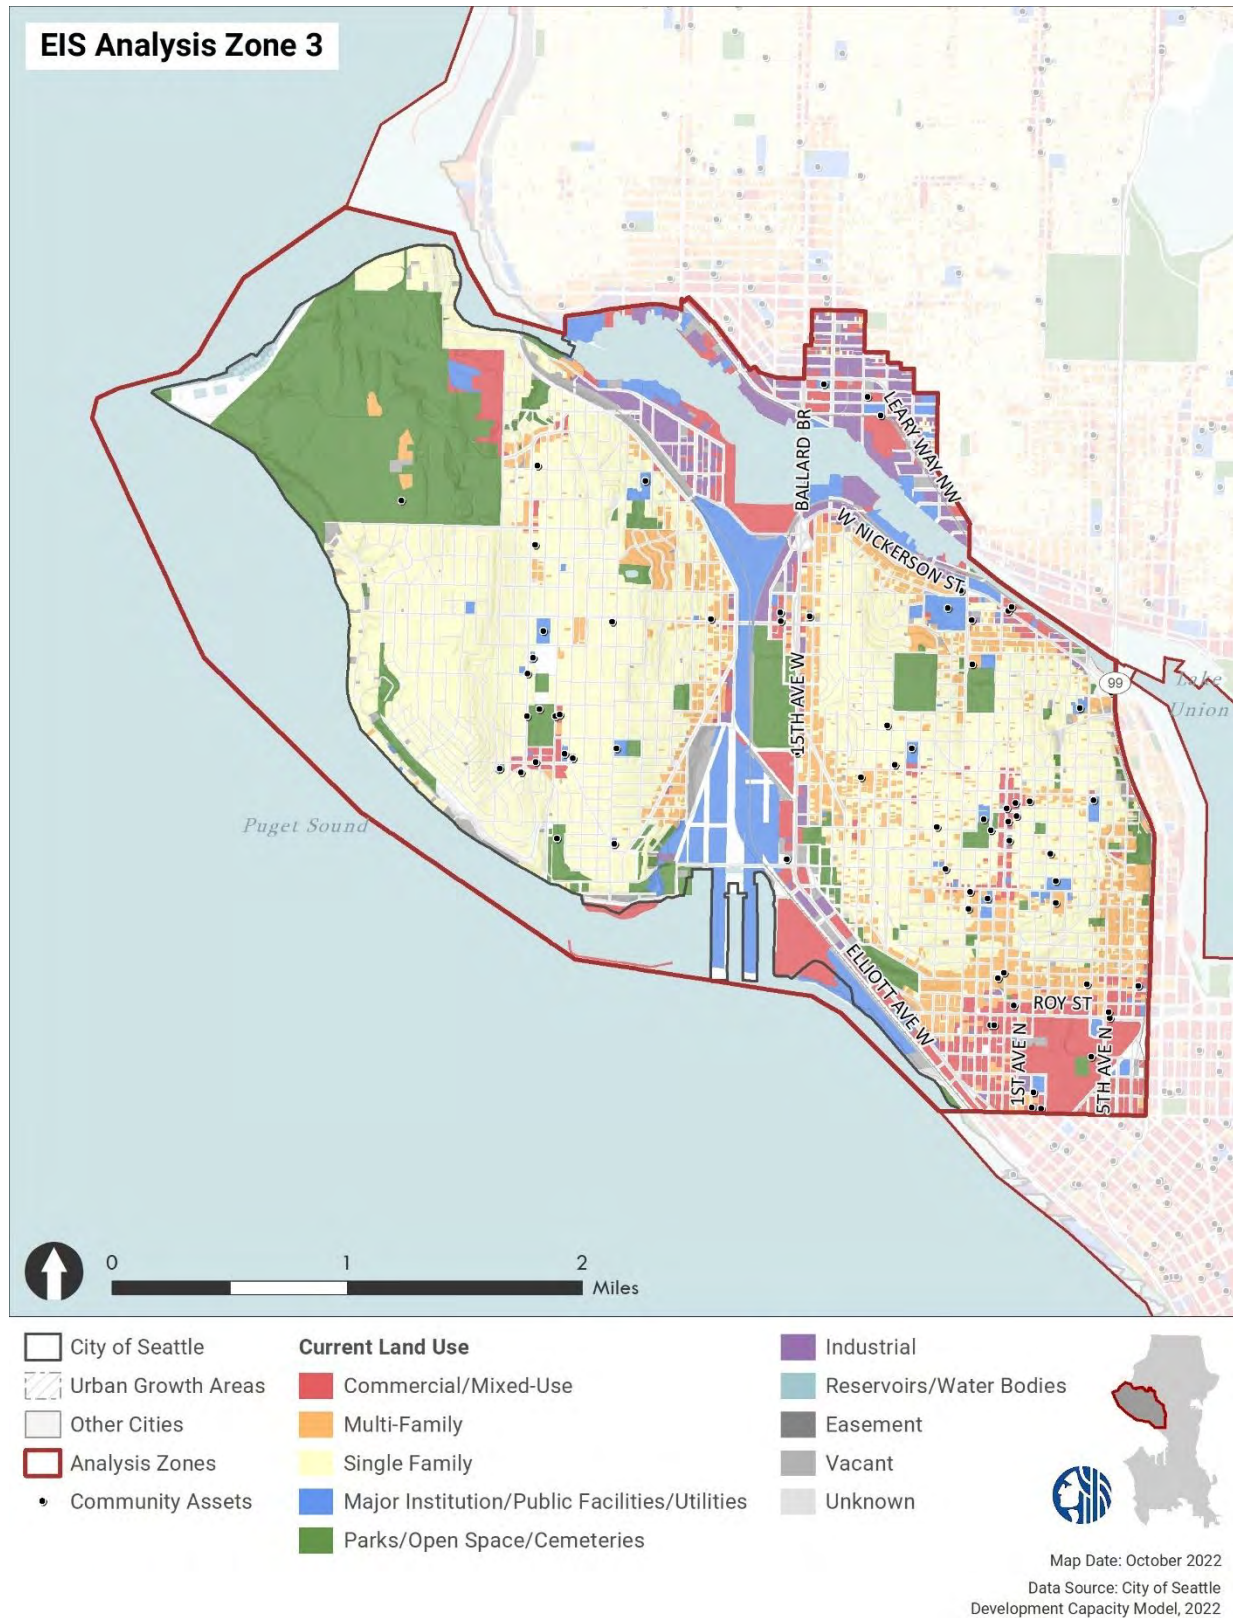 EIS Analysis Zone 3
BALLARD BR
LEARY WAY NW
W NICKERSON ST
99
Lake
Union
15TH AVE W
Puget Sound
ELLIOTT AVE W
ROY ST
1ST AVE N
5TH AVE N
0 1 2
Miles
City of Seattle
Urban Growth Areas
Other Cities
Analysis Zones
Community Assets
Current Land Use
Commercial/Mixed-Use
Multi-Family
Single Family
Major Institution/Public Facilities/Utilities
Parks/Open Space/Cemeteries
Industrial
Reservoirs/Water Bodies
Easement
Vacant
Unknown
Map Date: October 2022
Data Source: City of Seattle
Development Capacity Model, 2022